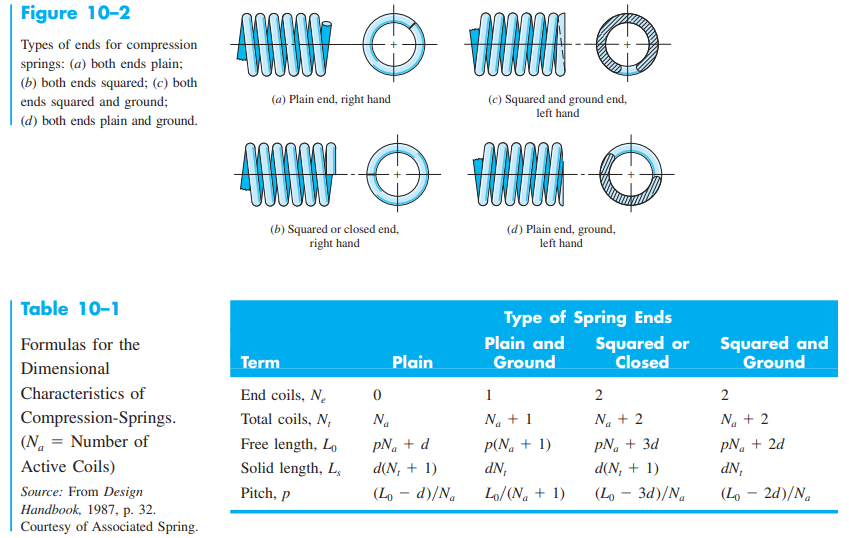 Figure 10–2
Types of ends for compression
springs: (a) both ends plain;
(b) both ends squared; (c) both
ends squared and ground;
(d) both ends plain and ground.
(a) Plain end, right hand
(c) Squared and ground end,
left hand
(b) Squared or closed end,
right hand
(d) Plain end, ground,
left hand
Table 10–1
Formulas for the
Dimensional
Characteristics of
Compression-Springs.
(Nₐ = Number of
Active Coils)
Source: From Design
Handbook, 1987, p. 32.
Courtesy of Associated Spring.
Type of Spring Ends
Plain and Squared or Squared and
Term Plain Ground Closed Ground
End coils, Nₑ 0 1 2 2
Total coils, Nₜ Nₐ Nₐ + 1 Nₐ + 2 Nₐ + 2
Free length, L₀ pNₐ + d p(Nₐ + 1) pNₐ + 3d pNₐ + 2d
Solid length, Lₛ d(Nₜ + 1) dNₜ d(Nₜ + 1) dNₜ
Pitch, p (L₀ − d)/Nₐ L₀/(Nₐ + 1) (L₀ − 3d)/Nₐ (L₀ − 2d)/Nₐ